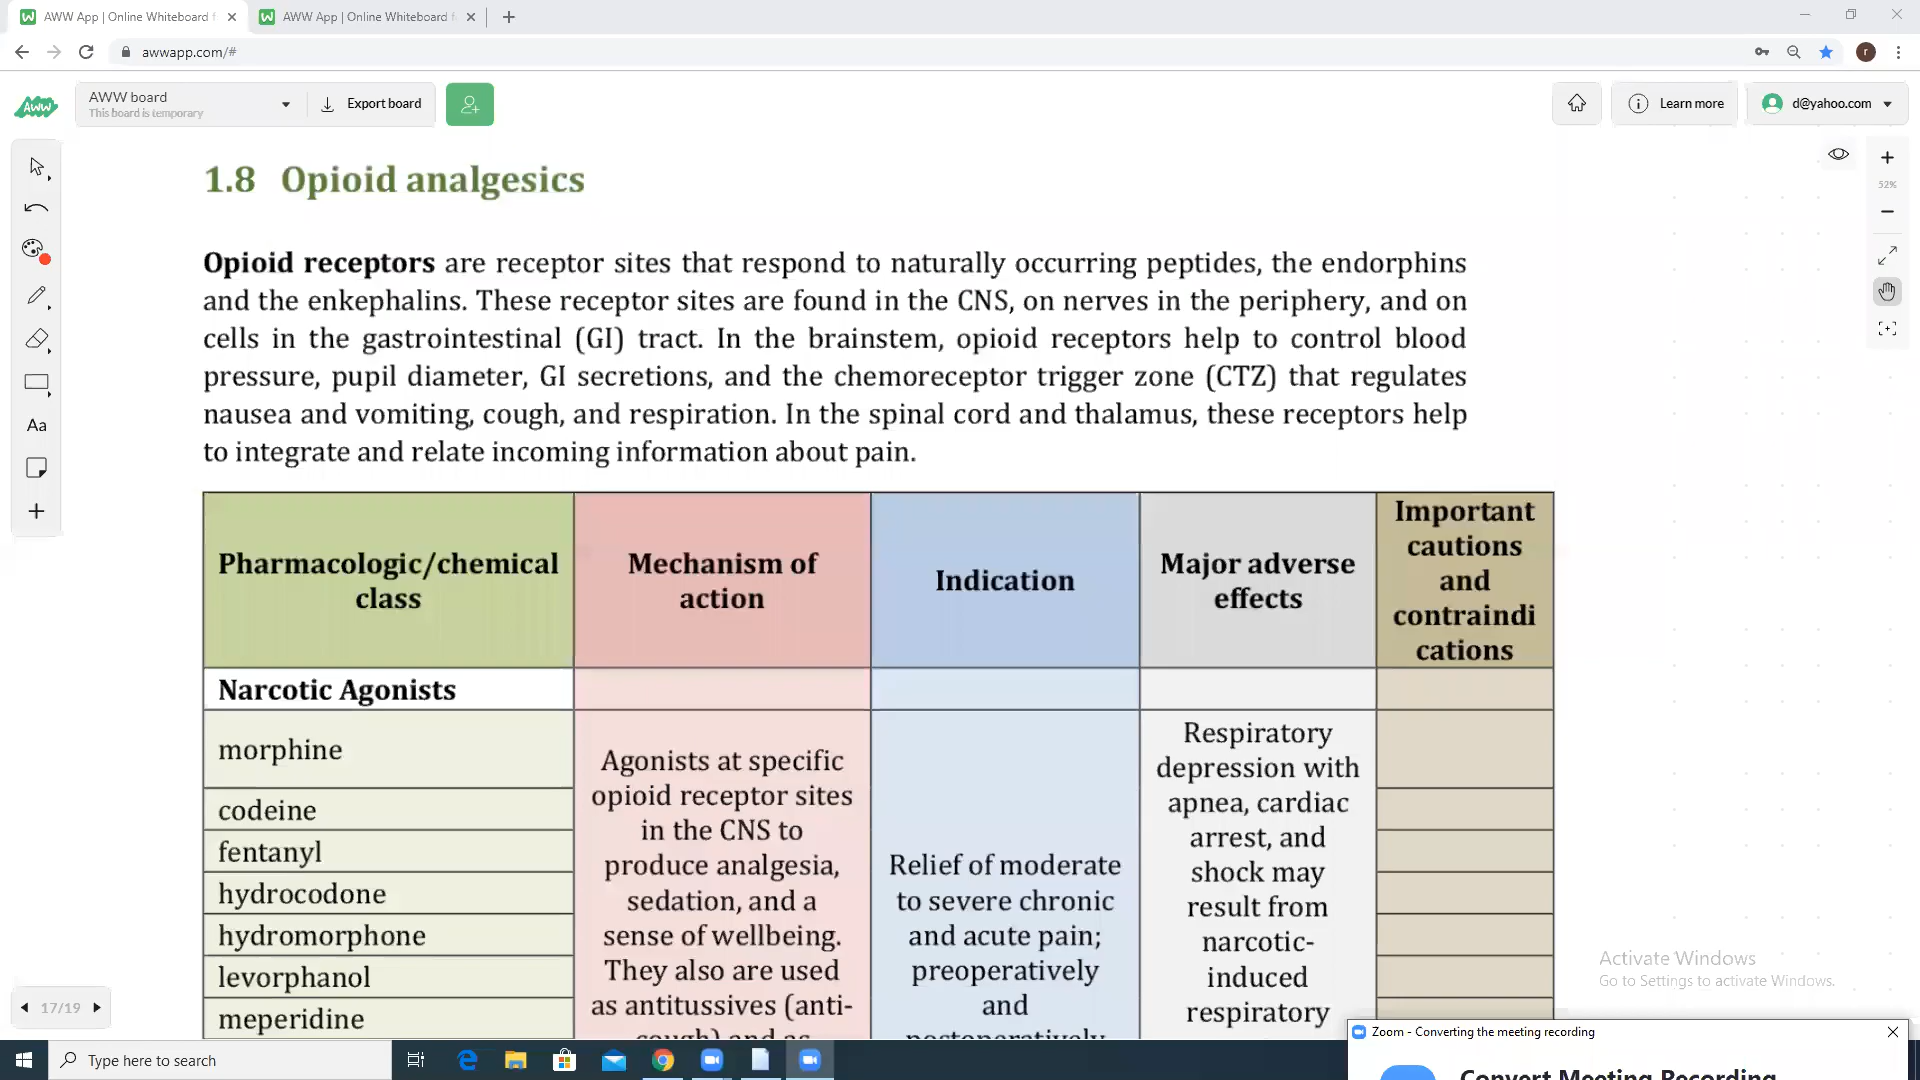 AWW App | Online Whiteboard f
AWW App | Online Whiteboard f
awwapp.com/#
r
AWW
AWW board
This board is temporary
Export board
Learn more
d@yahoo.com
52%
Aa
1.8 Opioid analgesics
Opioid receptors are receptor sites that respond to naturally occurring peptides, the endorphins
and the enkephalins. These receptor sites are found in the CNS, on nerves in the periphery, and on
cells in the gastrointestinal (GI) tract. In the brainstem, opioid receptors help to control blood
pressure, pupil diameter, GI secretions, and the chemoreceptor trigger zone (CTZ) that regulates
nausea and vomiting, cough, and respiration. In the spinal cord and thalamus, these receptors help
to integrate and relate incoming information about pain.
Pharmacologic/chemical
class
Mechanism of
action
Indication
Major adverse
effects
Important
cautions
and
contraindi
cations
Narcotic Agonists
morphine
codeine
fentanyl
hydrocodone
hydromorphone
levorphanol
meperidine
Agonists at specific
opioid receptor sites
in the CNS to
produce analgesia,
sedation, and a
sense of wellbeing.
They also are used
as antitussives (anti-
cough) and as
Relief of moderate
to severe chronic
and acute pain;
preoperatively
and
postoperatively
Respiratory
depression with
apnea, cardiac
arrest, and
shock may
result from
narcotic-
induced
respiratory
Activate Windows
Go to Settings to activate Windows.
17/19
Zoom - Converting the meeting recording
Convert Meeting Recording
Type here to search